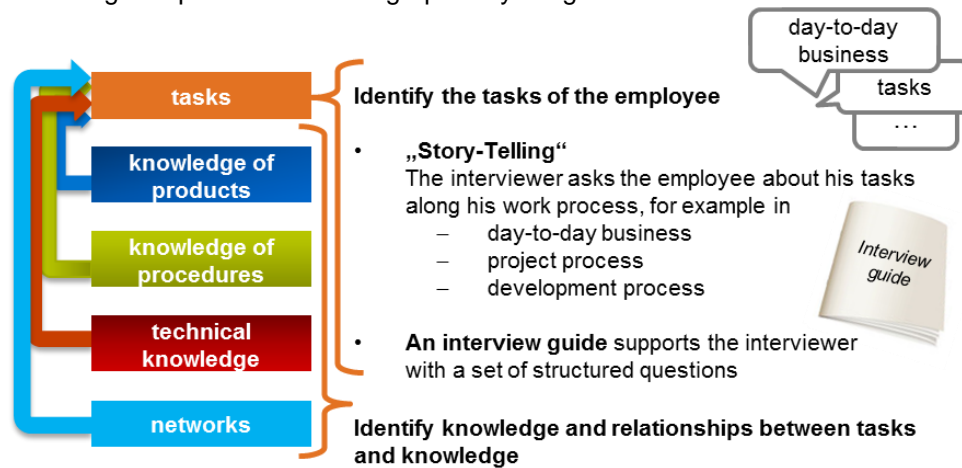 day-to-day
business
tasks
...
tasks
Identify the tasks of the employee
knowledge of
products
• „Story-Telling“
The interviewer asks the employee about his tasks
along his work process, for example in
– day-to-day business
– project process
– development process
knowledge of
procedures
Interview
guide
technical
knowledge
• An interview guide supports the interviewer
with a set of structured questions
networks
Identify knowledge and relationships between tasks
and knowledge